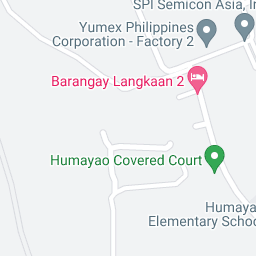 SPI Semicon Asia, In
Yumex Philippines
Corporation - Factory 2
Barangay Langkaan 2
Humayao Covered Court
Humaya
Elementary Schoo